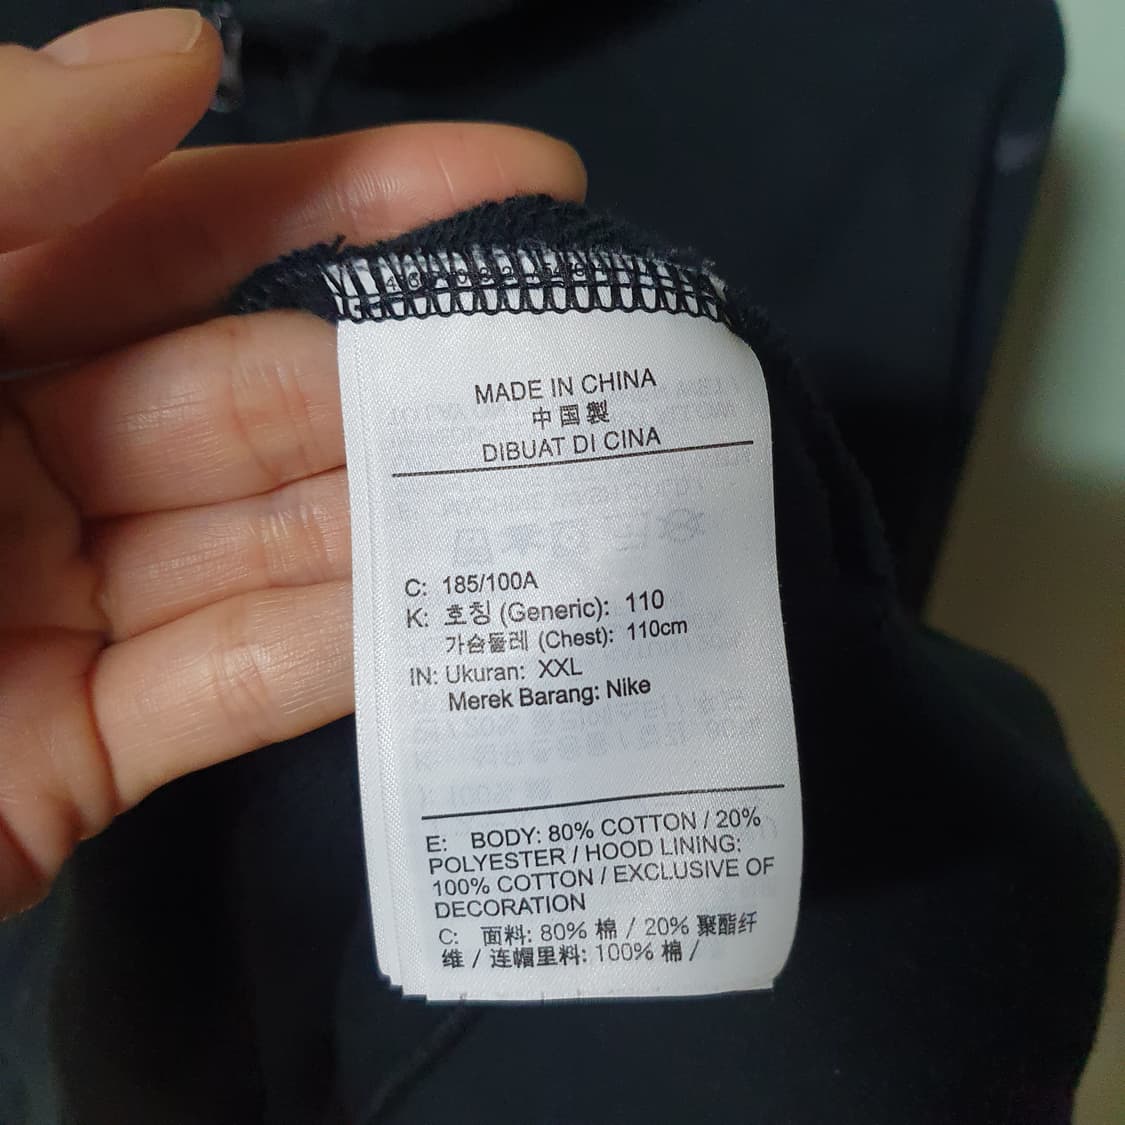 MADE IN CHINA
中国製
DIBUAT DI CINA
C: 185/100A
K: 호칭 (Generic): 110
가슴둘레 (Chest): 110cm
IN: Ukuran: XXL
Merek Barang: Nike
E: BODY: 80% COTTON / 20%
POLYESTER / HOOD LINING:
100% COTTON / EXCLUSIVE OF
DECORATION
C: 面料: 80% 棉 / 20% 聚酯纤
维 / 连帽里料: 100% 棉 /